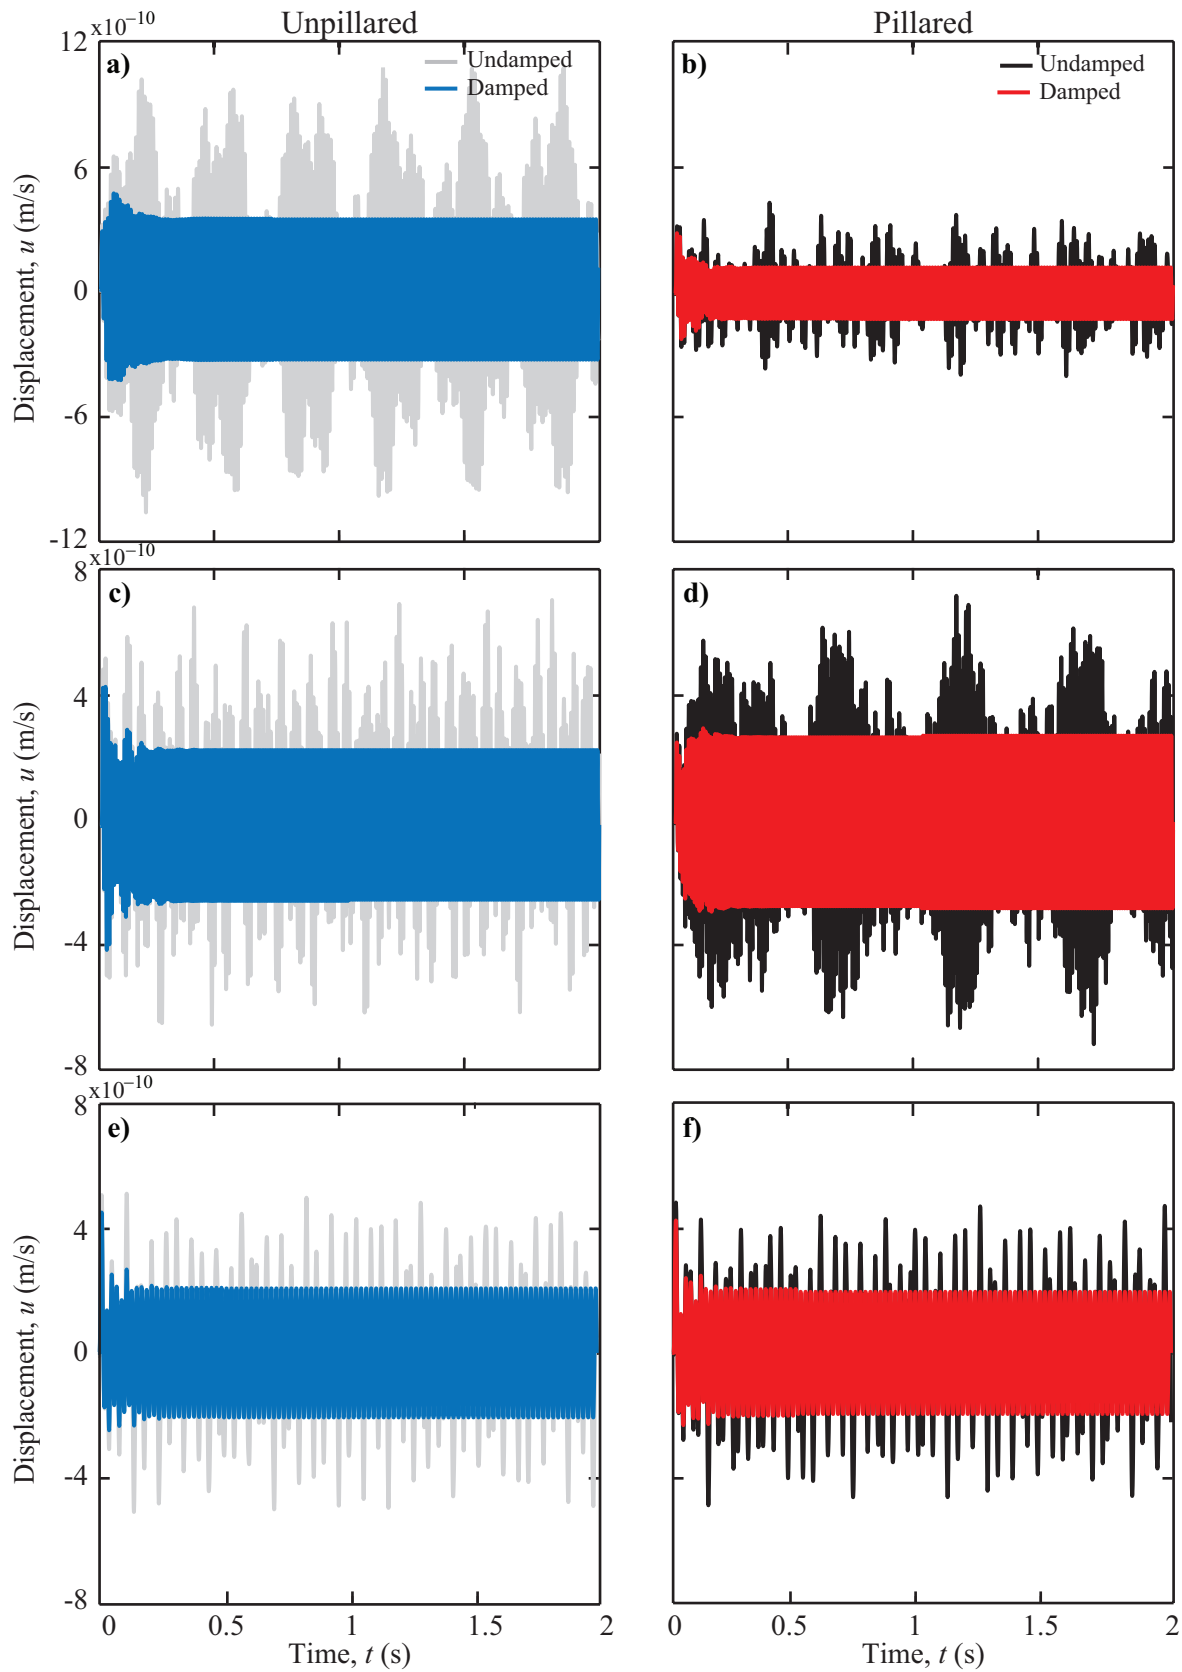 Unpillared
Pillared
x10⁻¹⁰
12
6
0
-6
-12
Displacement, u (m/s)
a)
Undamped
Damped
b)
Undamped
Damped
x10⁻¹⁰
8
4
0
-4
-8
Displacement, u (m/s)
c)
d)
x10⁻¹⁰
8
4
0
-4
-8
Displacement, u (m/s)
e)
f)
0 0.5 1 1.5 2
Time, t (s)
0 0.5 1 1.5 2
Time, t (s)